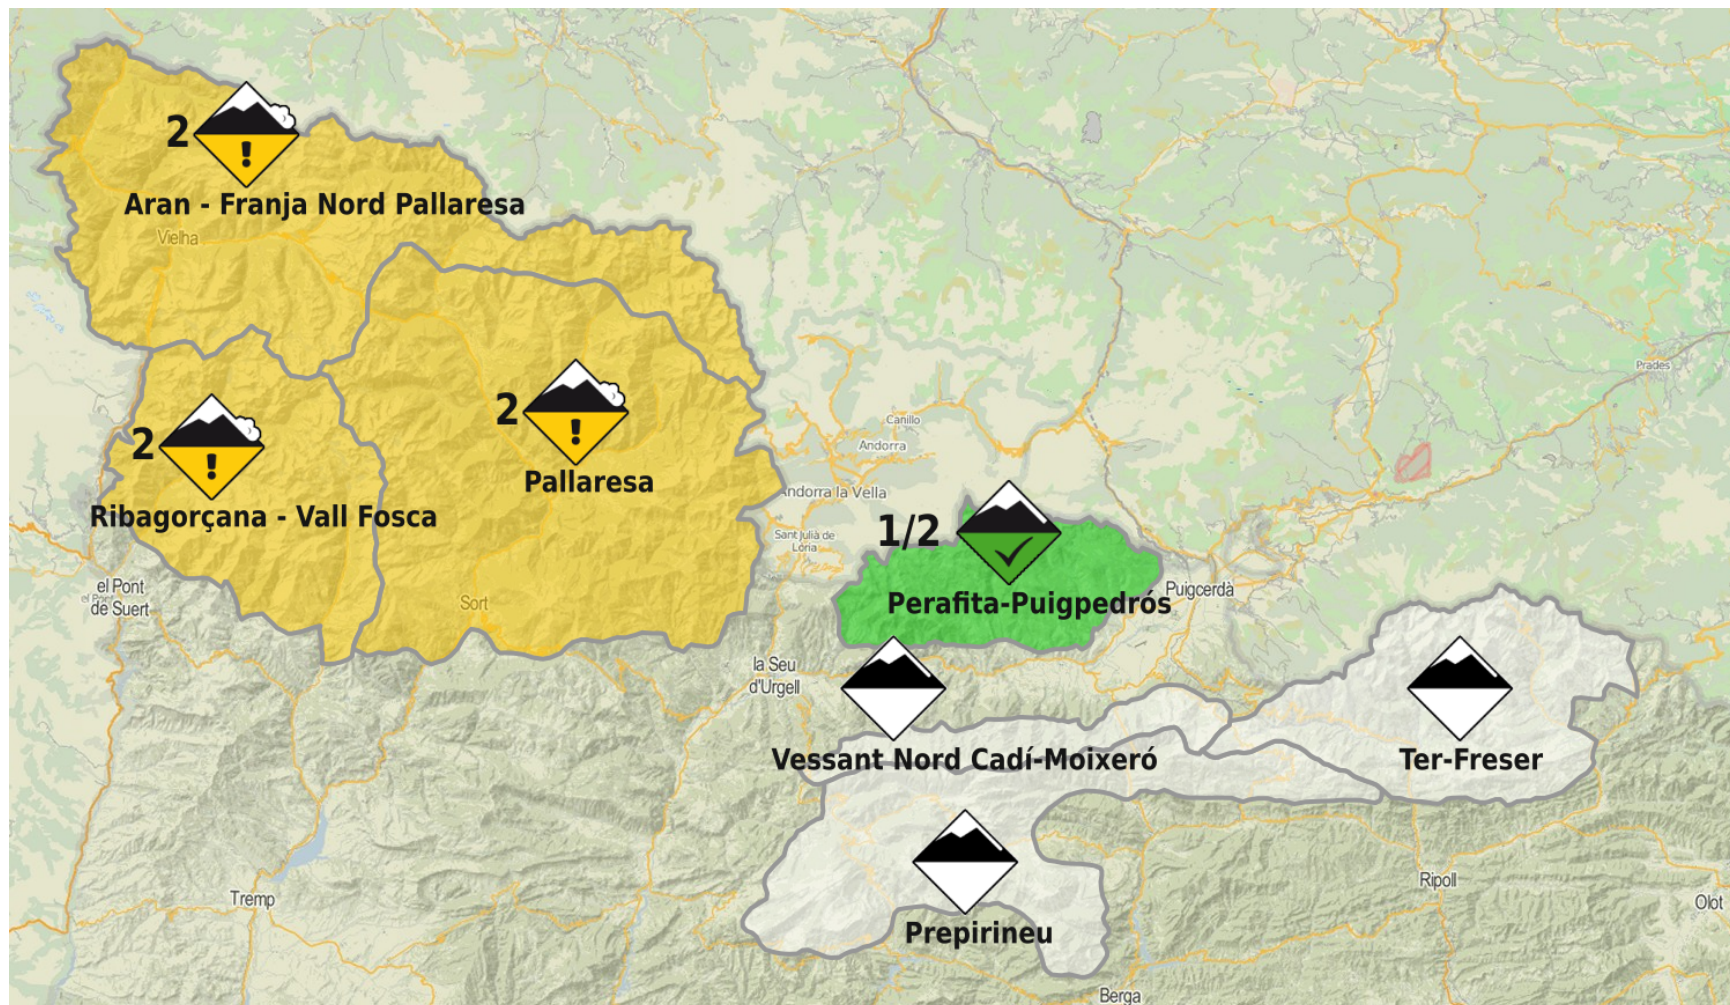 2
Aran - Franja Nord Pallaresa
Vielha
Prades
2
Pallaresa
2
Ribagorçana - Vall Fosca
Canillo
Andorra
Andorra la Vella
Sant Julià de
Lòria
1/2
Perafita-Puigpedrós
Puigcerdà
el Pont
de Suert
Sort
la Seu
d'Urgell
Vessant Nord Cadí-Moixeró
Ter-Freser
Tremp
Prepirineu
Ripoll
Olot
Berga